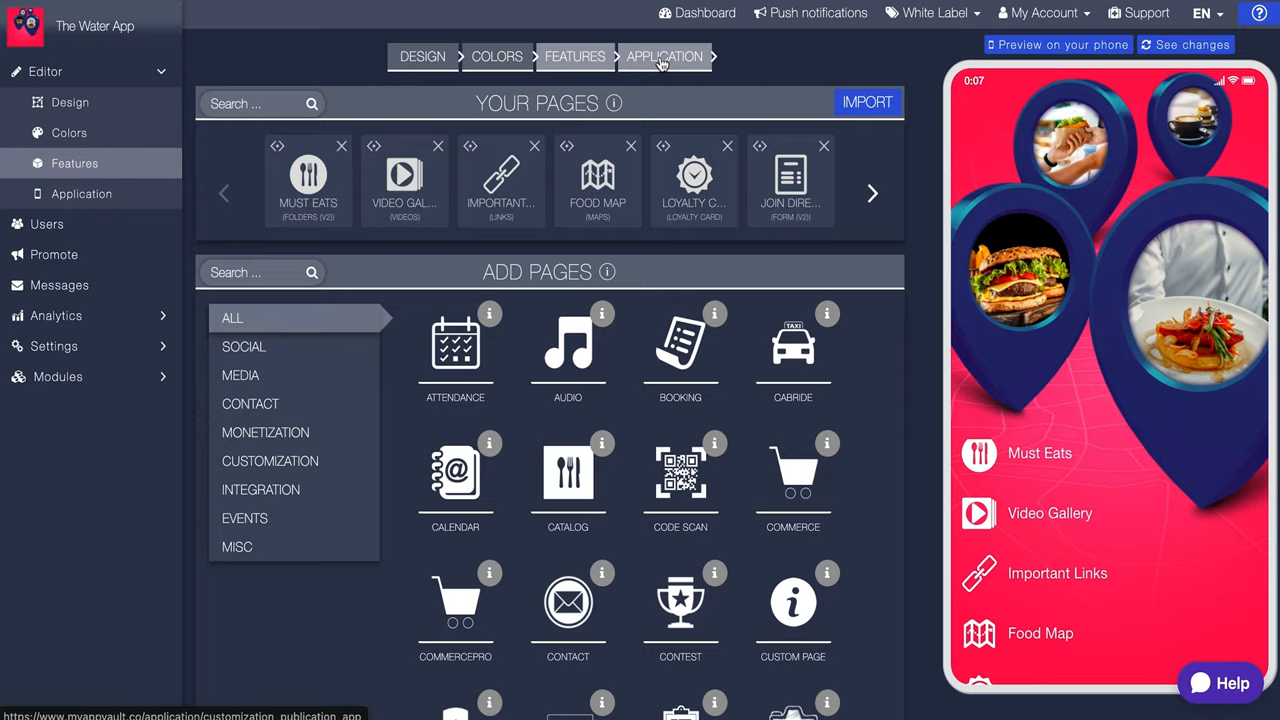 The Water App
Dashboard
Push notifications
White Label
My Account
Support
EN
?
Preview on your phone
See changes
DESIGN
COLORS
FEATURES
APPLICATION
Editor
Design
Colors
Features
Application
Users
Promote
Messages
Analytics
Settings
Modules
Search ...
YOUR PAGES
IMPORT
MUST EATS
(FOLDERS (V2))
VIDEO GAL...
(VIDEOS)
IMPORTANT...
(LINKS)
FOOD MAP
(MAPS)
LOYALTY C...
(LOYALTY CARD)
JOIN DIRE...
(FORM (V2))
Search ...
ADD PAGES
ALL
SOCIAL
MEDIA
CONTACT
MONETIZATION
CUSTOMIZATION
INTEGRATION
EVENTS
MISC
ATTENDANCE
AUDIO
BOOKING
TAXI
CABRIDE
CALENDAR
CATALOG
CODE SCAN
COMMERCE
COMMERCEPRO
CONTACT
CONTEST
CUSTOM PAGE
0:07
Must Eats
Video Gallery
Important Links
Food Map
Help
https://www.myappvault.co/application/customization_publication_app